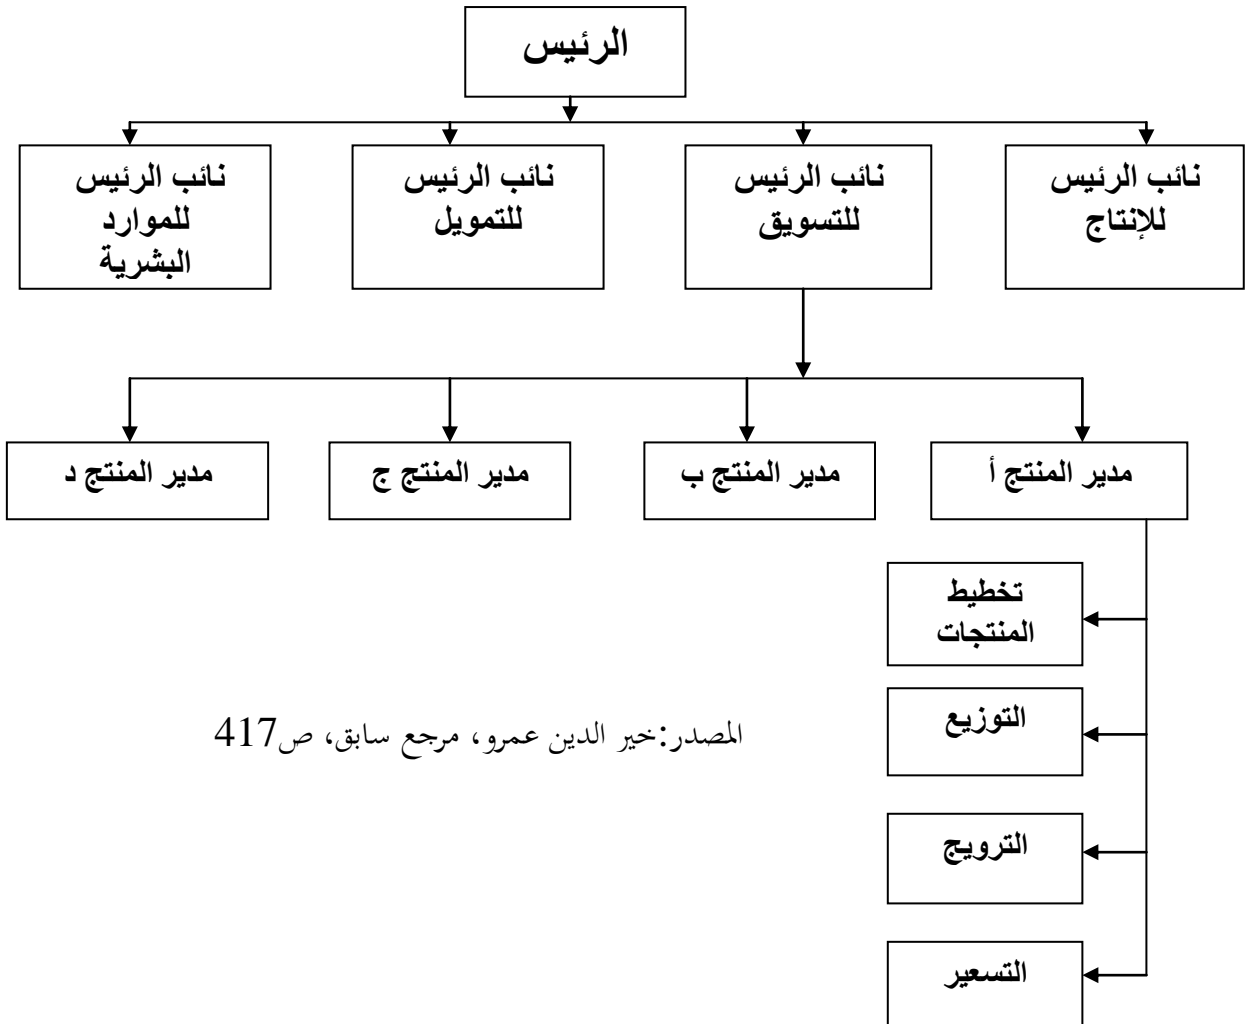 الرئيس
نائب الرئيس
للإنتاج
نائب الرئيس
للتسويق
نائب الرئيس
للتمويل
نائب الرئيس
للموارد
البشرية
مدير المنتج أ
مدير المنتج ب
مدير المنتج ج
مدير المنتج د
تخطيط
المنتجات
التوزيع
الترويج
التسعير
المصدر:خير الدين عمرو، مرجع سابق، ص417